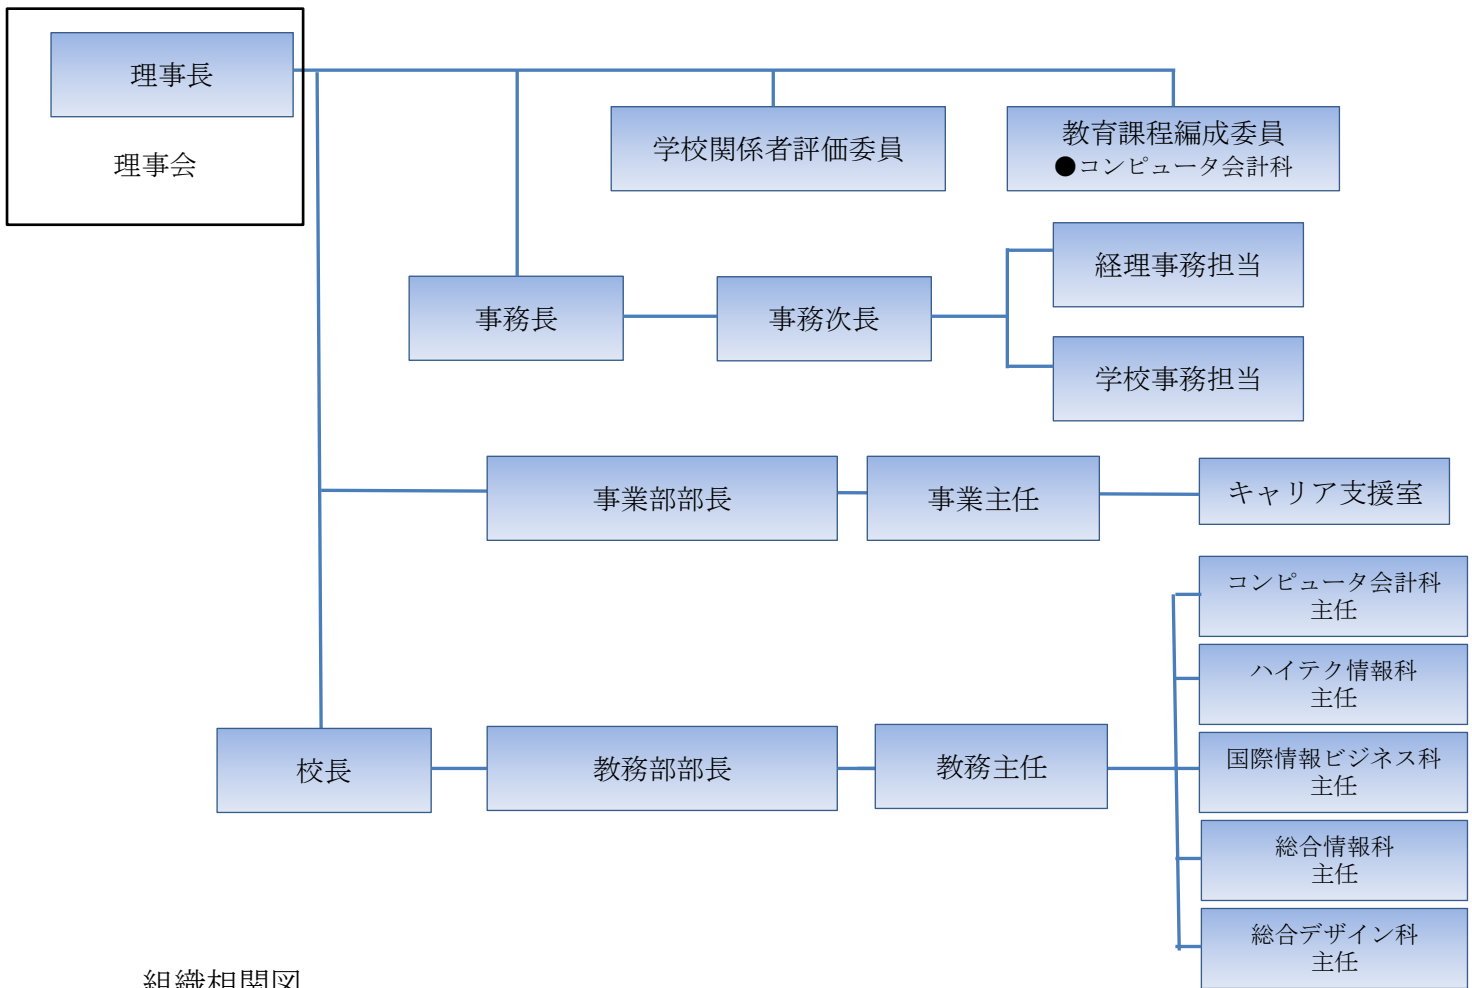 理事長
理事会
学校関係者評価委員
教育課程編成委員
●コンピュータ会計科
事務長
事務次長
経理事務担当
学校事務担当
事業部部長
事業主任
キャリア支援室
校長
教務部部長
教務主任
コンピュータ会計科
主任
ハイテク情報科
主任
国際情報ビジネス科
主任
総合情報科
主任
総合デザイン科
主任
組織相関図